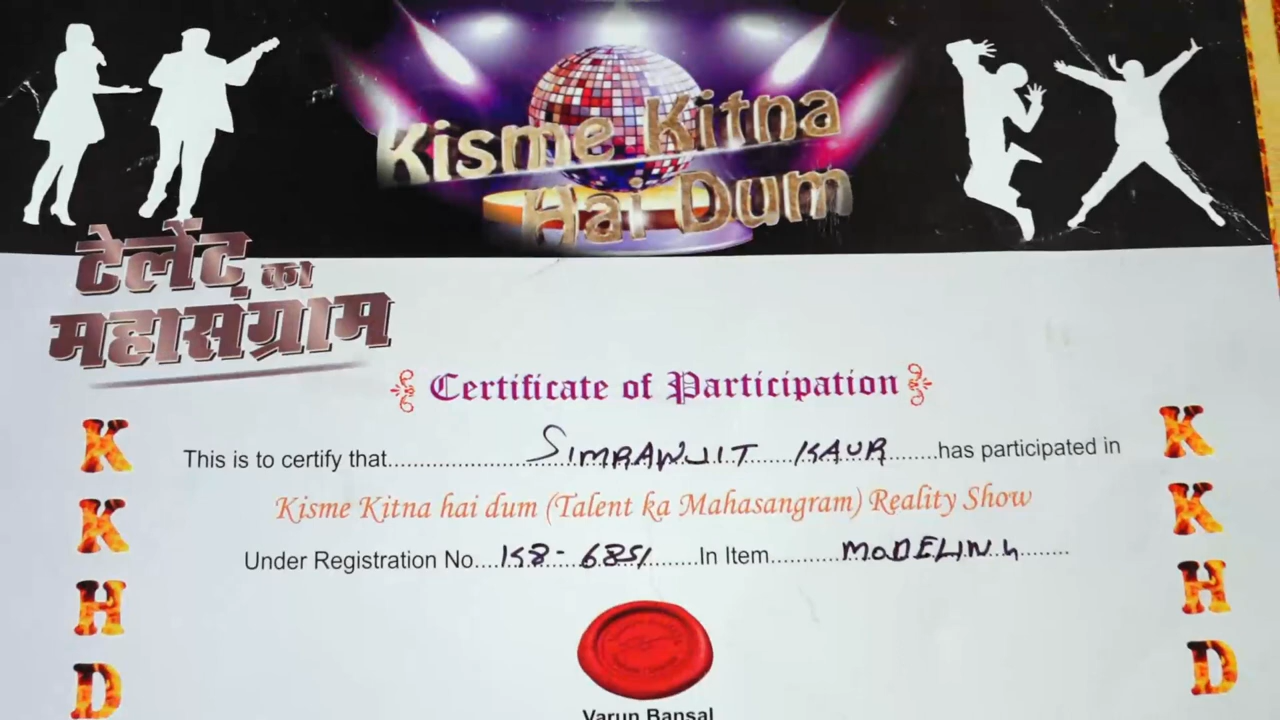 Kisme Kitna
Hai Dum
टेलेंट का
महासंग्राम
Certificate of Participation
This is to certify that SIMRANJIT KAUR has participated in
Kisme Kitna hai dum (Talent ka Mahasangram) Reality Show
Under Registration No. K8-6851 In Item MODELING
K
K
H
D
K
K
H
D
Varun Bansal